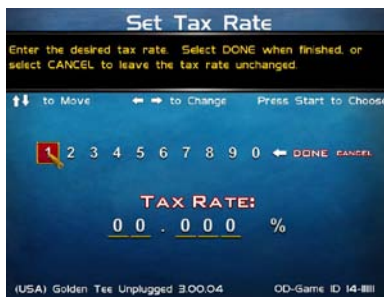 Set Tax Rate
Enter the desired tax rate. Select DONE when finished, or
select CANCEL to leave the tax rate unchanged.
↑↓ to Move ← → to Change Press Start to Choose
1 2 3 4 5 6 7 8 9 0 ← DONE CANCEL
TAX RATE:
0 0 . 0 0 0 %
(USA) Golden Tee Unplugged 3.00.04 OD-Game ID